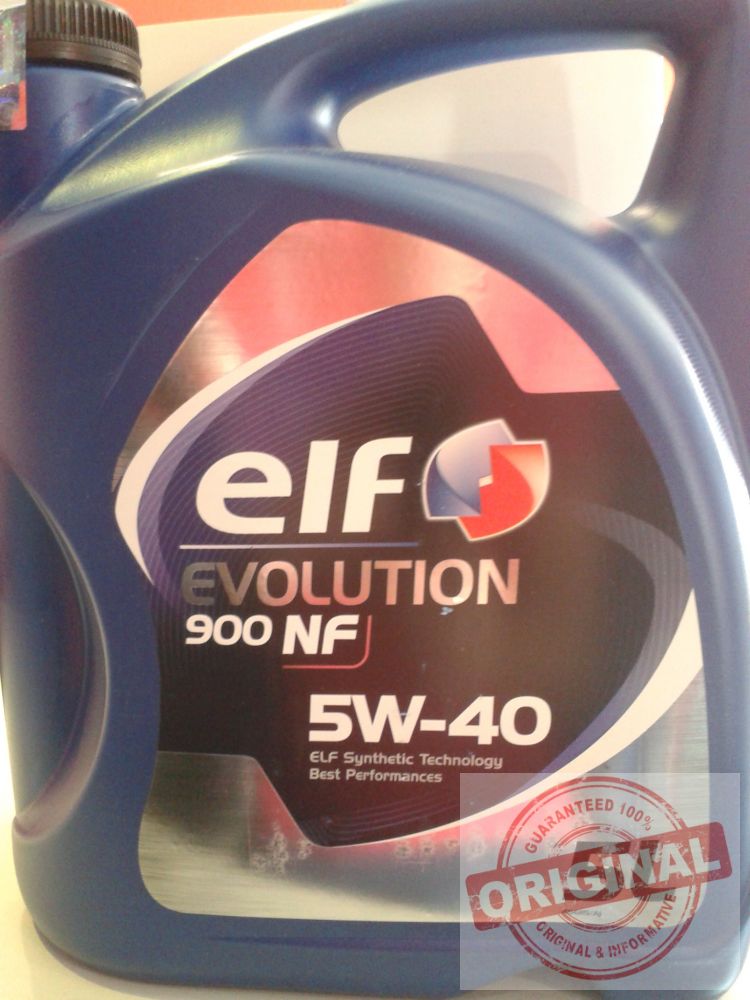 elf
EVOLUTION
900 NF
5W-40
ELF Synthetic Technology
Best Performances
GUARANTEED 100%
ORIGINAL
ORIGINAL & INFORMATIVE